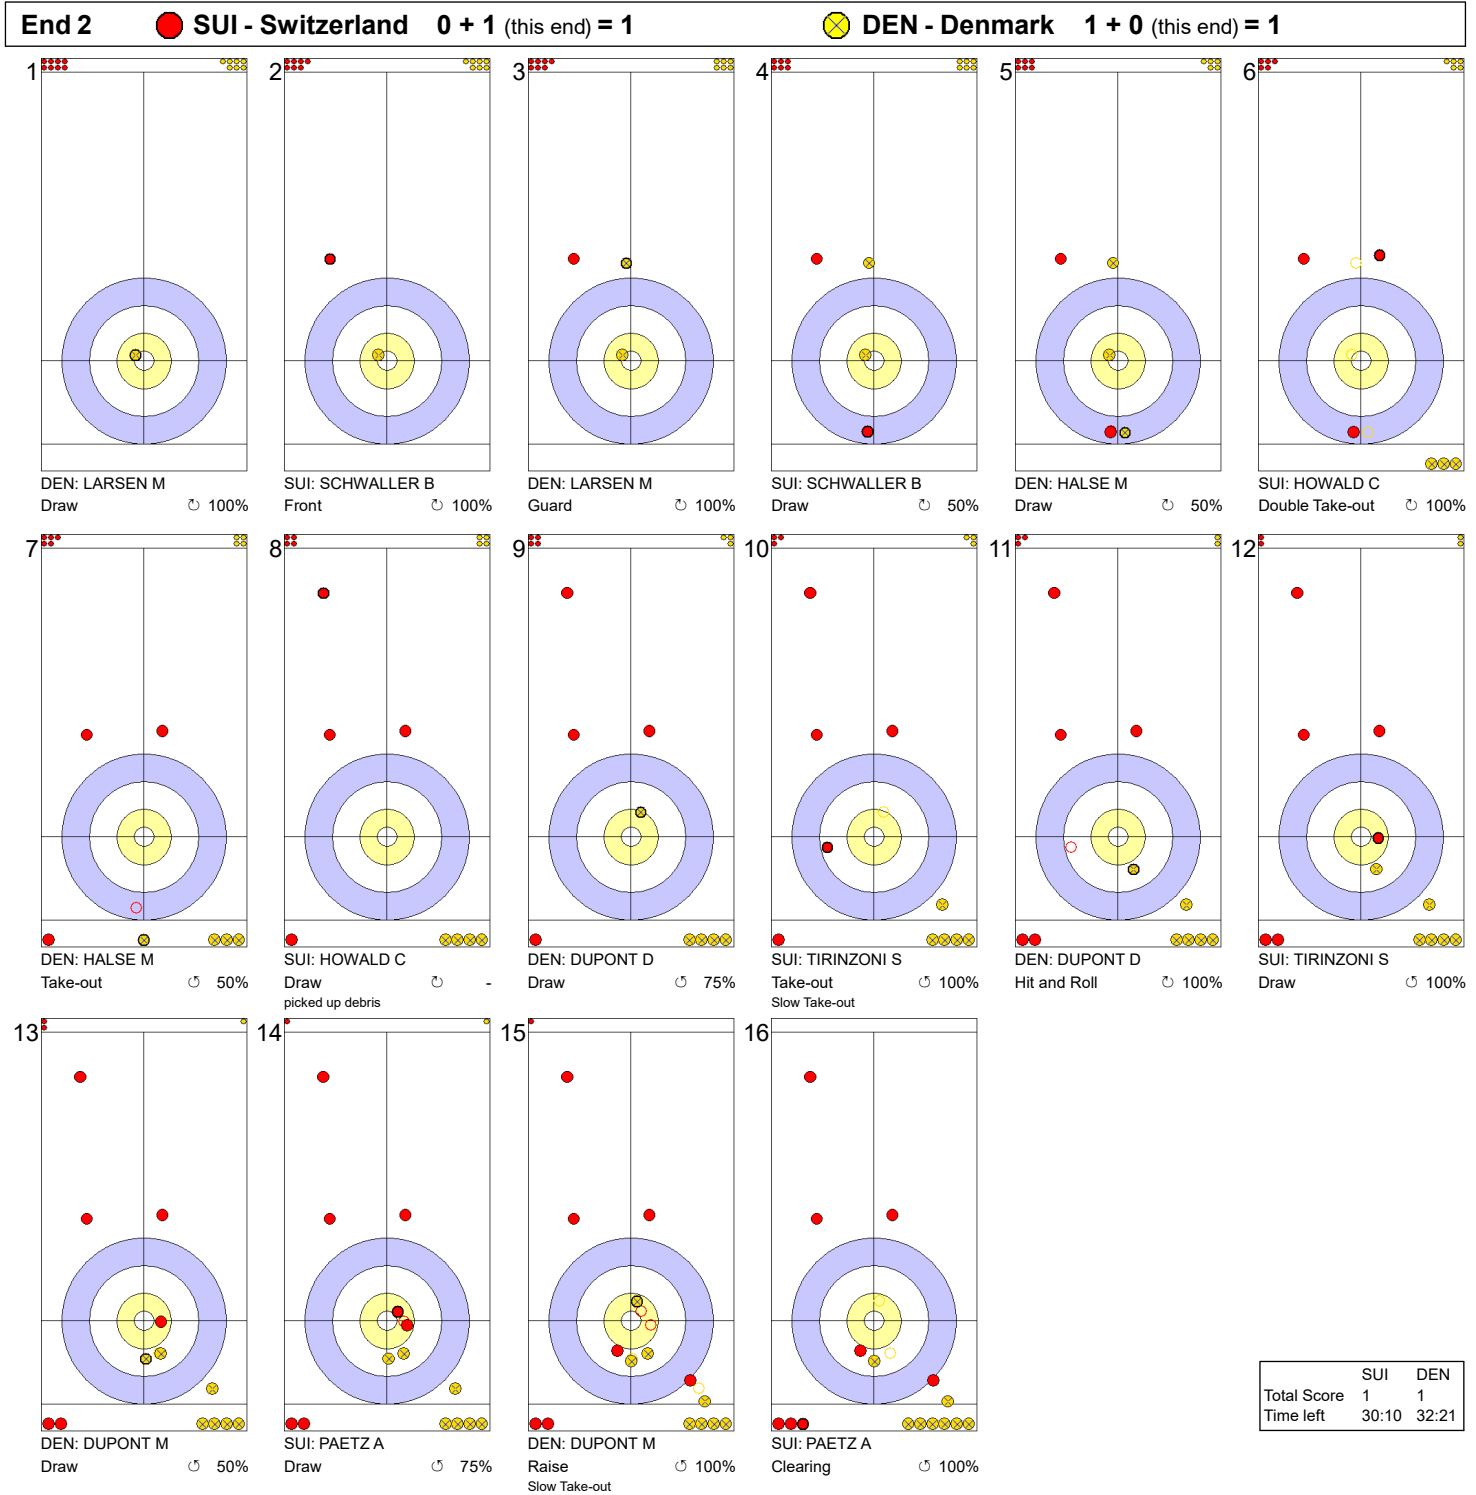 End 2 SUI - Switzerland 0 + 1 (this end) = 1 DEN - Denmark 1 + 0 (this end) = 1
1 2 3 4 5 6
DEN: LARSEN M SUI: SCHWALLER B DEN: LARSEN M SUI: SCHWALLER B DEN: HALSE M SUI: HOWALD C
Draw ↻ 100% Front ↻ 100% Guard ↻ 100% Draw ↻ 50% Draw ↻ 50% Double Take-out ↻ 100%
7 8 9 10 11 12
DEN: HALSE M SUI: HOWALD C DEN: DUPONT D SUI: TIRINZONI S DEN: DUPONT D SUI: TIRINZONI S
Take-out ↺ 50% Draw ↻ - Draw ↺ 75% Take-out ↺ 100% Hit and Roll ↺ 100% Draw ↺ 100%
picked up debris Slow Take-out
13 14 15 16
DEN: DUPONT M SUI: PAETZ A DEN: DUPONT M SUI: PAETZ A
Draw ↺ 50% Draw ↺ 75% Raise ↺ 100% Clearing ↺ 100%
Slow Take-out
SUI DEN
Total Score 1 1
Time left 30:10 32:21